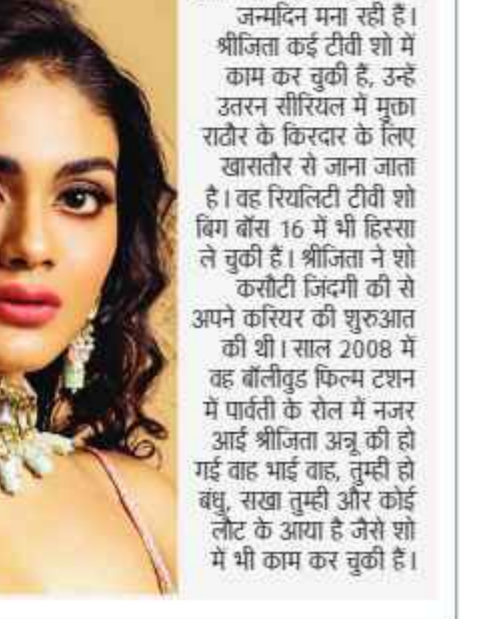 जन्मदिन मना रही हैं।
श्रीजिता कई टीवी शो में
काम कर चुकी हैं, उन्हें
उतरन सीरियल में मुक्ता
राठौर के किरदार के लिए
खासतौर से जाना जाता
है। वह रियलिटी टीवी शो
बिग बॉस 16 में भी हिस्सा
ले चुकी हैं। श्रीजिता ने शो
कसौटी जिंदगी की से
अपने करियर की शुरुआत
की थी। साल 2008 में
वह बॉलीवुड फिल्म टशन
में पार्वती के रोल में नजर
आई श्रीजिता अन्नू की हो
गई वाह भाई वाह, तुम्ही हो
बंधु, सखा तुम्ही और कोई
लौट के आया है जैसे शो
में भी काम कर चुकी हैं।